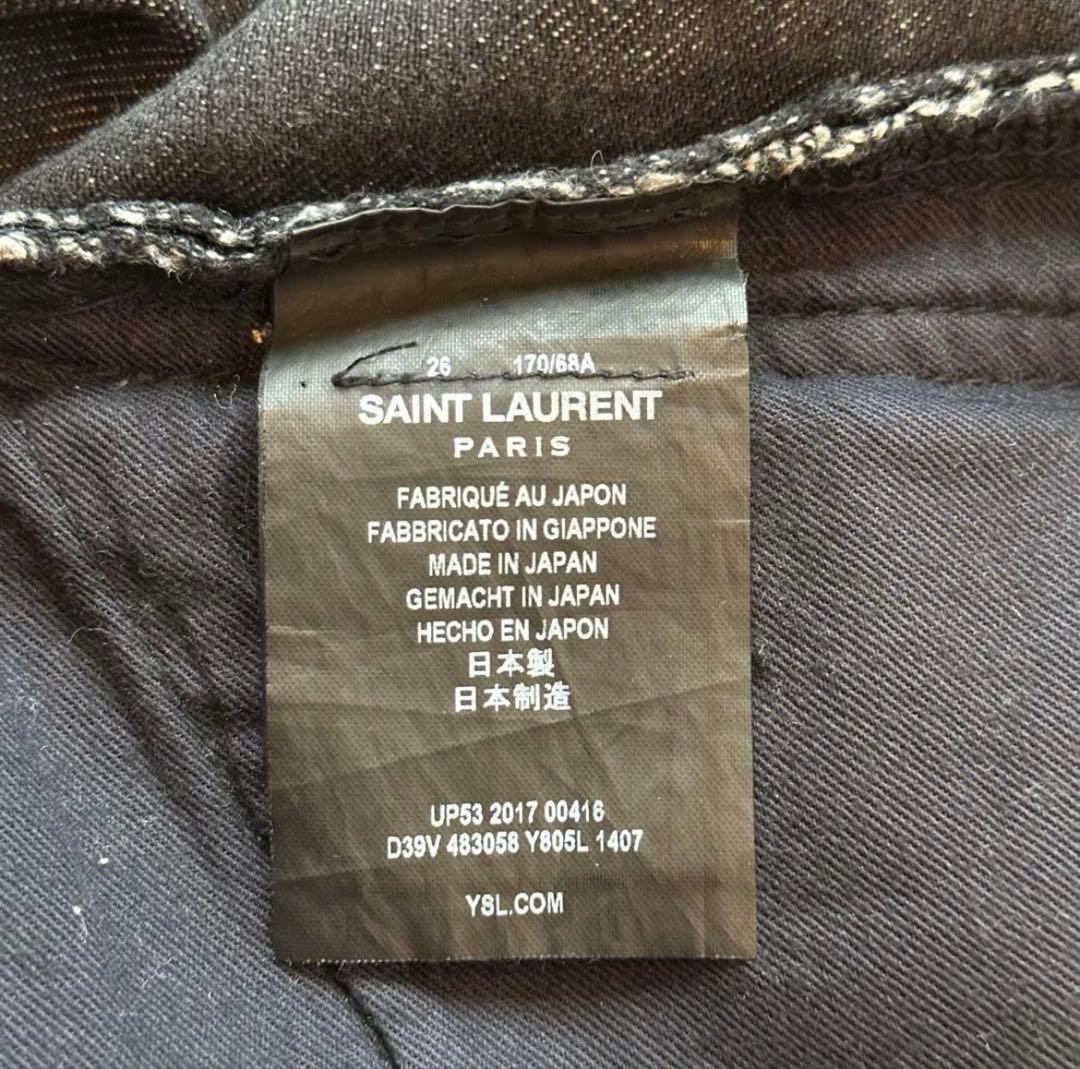 26 170/68A
SAINT LAURENT
PARIS
FABRIQUÉ AU JAPON
FABBRICATO IN GIAPPONE
MADE IN JAPAN
GEMACHT IN JAPAN
HECHO EN JAPON
日本製
日本制造
UP53 2017 00416
D39V 483058 Y805L 1407
YSL.COM